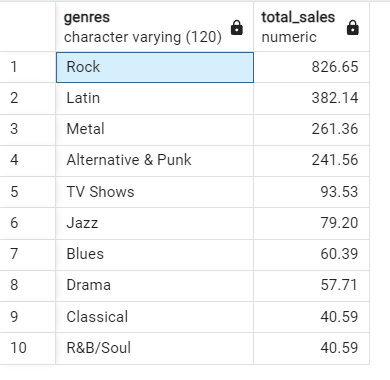 genres total_sales
character varying (120) numeric
1 Rock 826.65
2 Latin 382.14
3 Metal 261.36
4 Alternative & Punk 241.56
5 TV Shows 93.53
6 Jazz 79.20
7 Blues 60.39
8 Drama 57.71
9 Classical 40.59
10 R&B/Soul 40.59